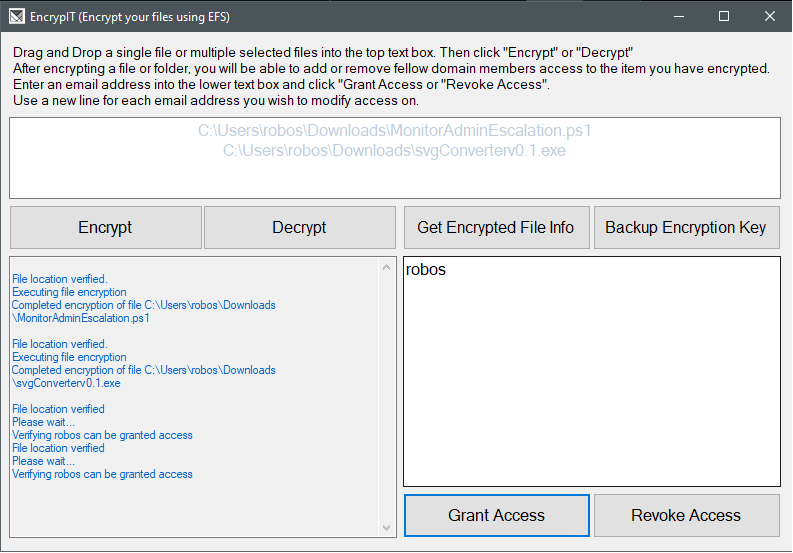 EncrypIT (Encrypt your files using EFS)
Drag and Drop a single file or multiple selected files into the top text box. Then click "Encrypt" or "Decrypt"
After encrypting a file or folder, you will be able to add or remove fellow domain members access to the item you have encrypted.
Enter an email address into the lower text box and click "Grant Access or "Revoke Access".
Use a new line for each email address you wish to modify access on.
C:\Users\robos\Downloads\MonitorAdminEscalation.ps1
C:\Users\robos\Downloads\svgConverterv0.1.exe
Encrypt
Decrypt
Get Encrypted File Info
Backup Encryption Key
File location verified.
Executing file encryption
Completed encryption of file C:\Users\robos\Downloads
\MonitorAdminEscalation.ps1
File location verified.
Executing file encryption
Completed encryption of file C:\Users\robos\Downloads
\svgConverterv0.1.exe
File location verified
Please wait...
Verifying robos can be granted access
File location verified
Please wait...
Verifying robos can be granted access
robos
Grant Access
Revoke Access